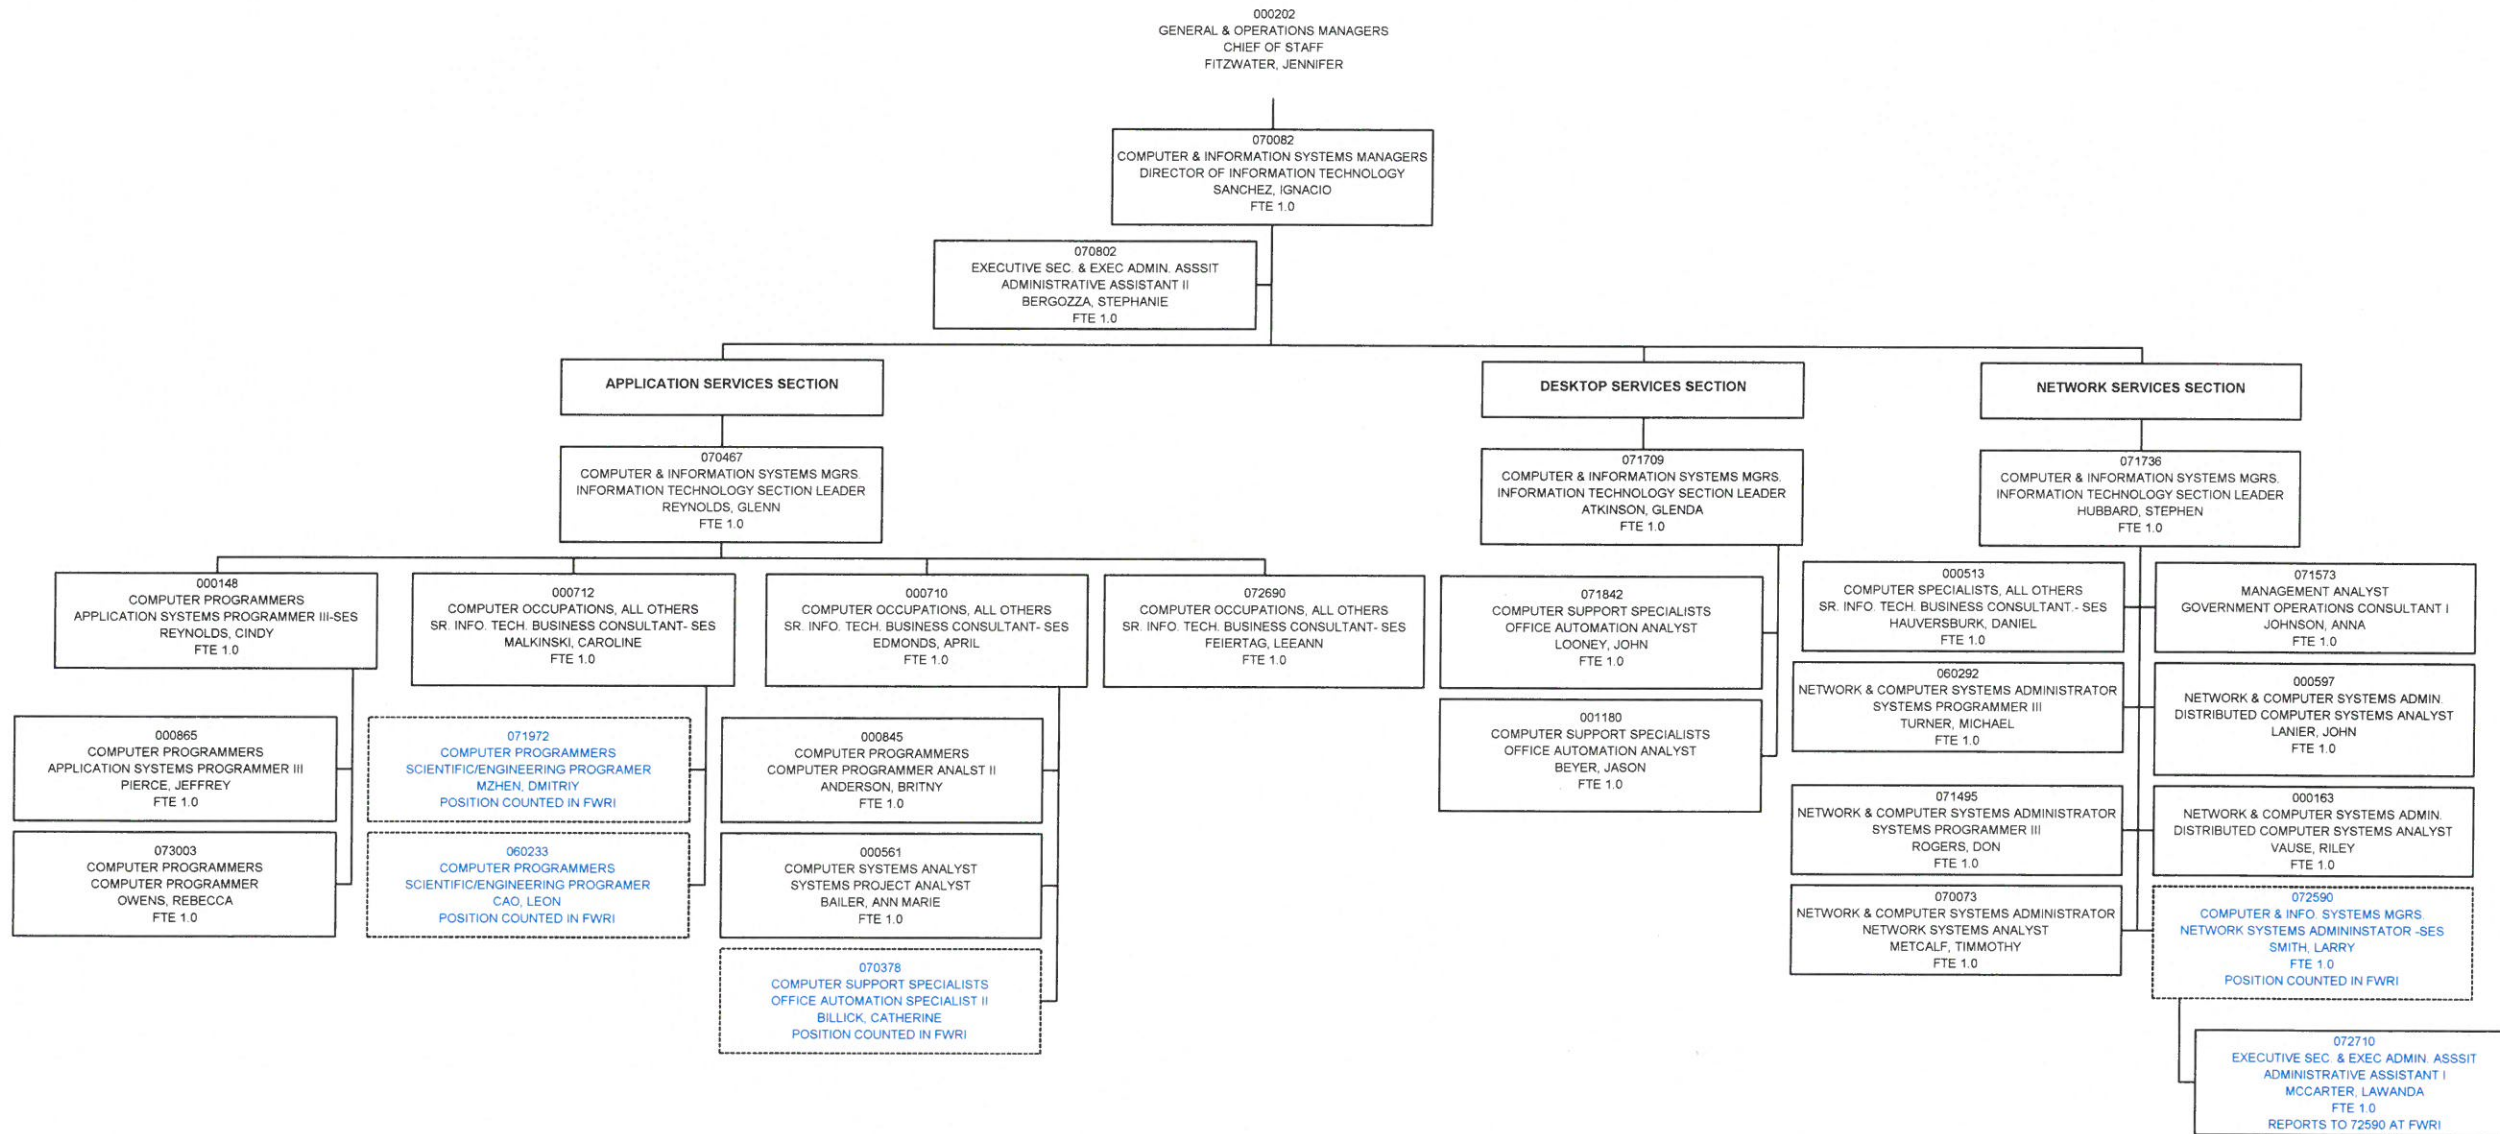 000202
GENERAL & OPERATIONS MANAGERS
CHIEF OF STAFF
FITZWATER, JENNIFER
070082
COMPUTER & INFORMATION SYSTEMS MANAGERS
DIRECTOR OF INFORMATION TECHNOLOGY
SANCHEZ, IGNACIO
FTE 1.0
070802
EXECUTIVE SEC. & EXEC ADMIN. ASSSIT
ADMINISTRATIVE ASSISTANT II
BERGOZZA, STEPHANIE
FTE 1.0
APPLICATION SERVICES SECTION
DESKTOP SERVICES SECTION
NETWORK SERVICES SECTION
070467
COMPUTER & INFORMATION SYSTEMS MGRS.
INFORMATION TECHNOLOGY SECTION LEADER
REYNOLDS, GLENN
FTE 1.0
071709
COMPUTER & INFORMATION SYSTEMS MGRS.
INFORMATION TECHNOLOGY SECTION LEADER
ATKINSON, GLENDA
FTE 1.0
071736
COMPUTER & INFORMATION SYSTEMS MGRS.
INFORMATION TECHNOLOGY SECTION LEADER
HUBBARD, STEPHEN
FTE 1.0
000148
COMPUTER PROGRAMMERS
APPLICATION SYSTEMS PROGRAMMER III-SES
REYNOLDS, CINDY
FTE 1.0
000712
COMPUTER OCCUPATIONS, ALL OTHERS
SR. INFO. TECH. BUSINESS CONSULTANT- SES
MALKINSKI, CAROLINE
FTE 1.0
000710
COMPUTER OCCUPATIONS, ALL OTHERS
SR. INFO. TECH. BUSINESS CONSULTANT- SES
EDMONDS, APRIL
FTE 1.0
072690
COMPUTER OCCUPATIONS, ALL OTHERS
SR. INFO. TECH. BUSINESS CONSULTANT- SES
FEIERTAG, LEEANN
FTE 1.0
071842
COMPUTER SUPPORT SPECIALISTS
OFFICE AUTOMATION ANALYST
LOONEY, JOHN
FTE 1.0
000513
COMPUTER SPECIALISTS, ALL OTHERS
SR. INFO. TECH. BUSINESS CONSULTANT.- SES
HAUVERSBURK, DANIEL
FTE 1.0
071573
MANAGEMENT ANALYST
GOVERNMENT OPERATIONS CONSULTANT I
JOHNSON, ANNA
FTE 1.0
060292
NETWORK & COMPUTER SYSTEMS ADMINISTRATOR
SYSTEMS PROGRAMMER III
TURNER, MICHAEL
FTE 1.0
000597
NETWORK & COMPUTER SYSTEMS ADMIN.
DISTRIBUTED COMPUTER SYSTEMS ANALYST
LANIER, JOHN
FTE 1.0
000865
COMPUTER PROGRAMMERS
APPLICATION SYSTEMS PROGRAMMER III
PIERCE, JEFFREY
FTE 1.0
071972
COMPUTER PROGRAMMERS
SCIENTIFIC/ENGINEERING PROGRAMER
MZHEN, DMITRIY
POSITION COUNTED IN FWRI
000845
COMPUTER PROGRAMMERS
COMPUTER PROGRAMMER ANALST II
ANDERSON, BRITNY
FTE 1.0
001180
COMPUTER SUPPORT SPECIALISTS
OFFICE AUTOMATION ANALYST
BEYER, JASON
FTE 1.0
071495
NETWORK & COMPUTER SYSTEMS ADMINISTRATOR
SYSTEMS PROGRAMMER III
ROGERS, DON
FTE 1.0
000163
NETWORK & COMPUTER SYSTEMS ADMIN.
DISTRIBUTED COMPUTER SYSTEMS ANALYST
VAUSE, RILEY
FTE 1.0
073003
COMPUTER PROGRAMMERS
COMPUTER PROGRAMMER
OWENS, REBECCA
FTE 1.0
060233
COMPUTER PROGRAMMERS
SCIENTIFIC/ENGINEERING PROGRAMER
CAO, LEON
POSITION COUNTED IN FWRI
000561
COMPUTER SYSTEMS ANALYST
SYSTEMS PROJECT ANALYST
BAILER, ANN MARIE
FTE 1.0
070073
NETWORK & COMPUTER SYSTEMS ADMINISTRATOR
NETWORK SYSTEMS ANALYST
METCALF, TIMMOTHY
FTE 1.0
072590
COMPUTER & INFO. SYSTEMS MGRS.
NETWORK SYSTEMS ADMININSTATOR -SES
SMITH, LARRY
FTE 1.0
POSITION COUNTED IN FWRI
070378
COMPUTER SUPPORT SPECIALISTS
OFFICE AUTOMATION SPECIALIST II
BILLICK, CATHERINE
POSITION COUNTED IN FWRI
072710
EXECUTIVE SEC. & EXEC ADMIN. ASSSIT
ADMINISTRATIVE ASSISTANT I
MCCARTER, LAWANDA
FTE 1.0
REPORTS TO 72590 AT FWRI